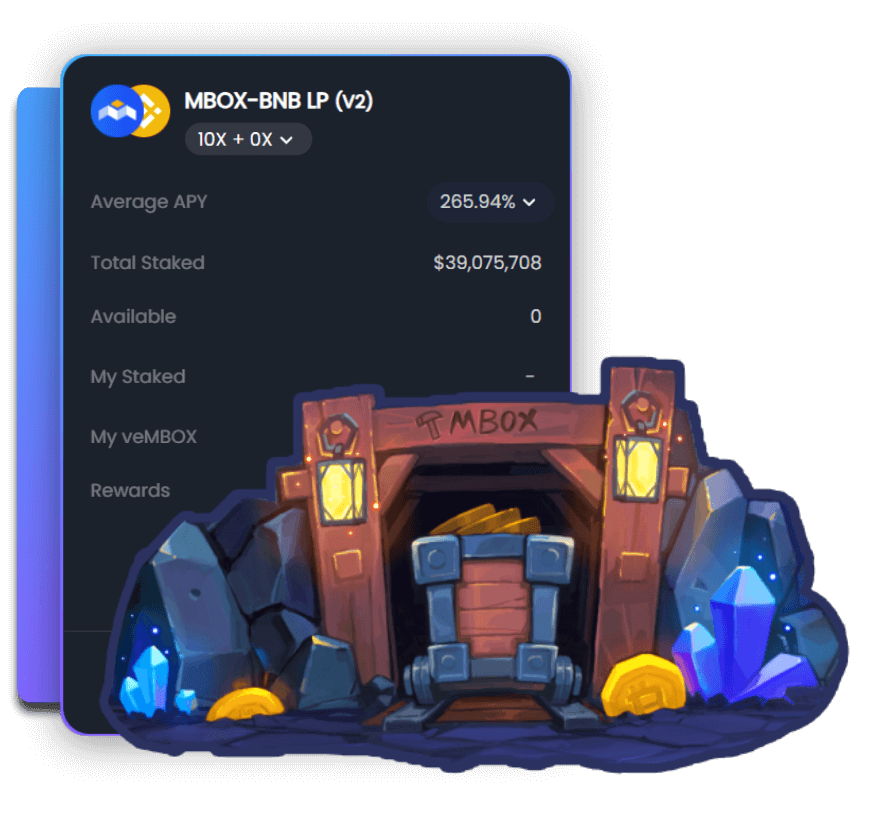 MBOX-BNB LP (V2)
10X + 0X
Average APY 265.94%
Total Staked $39,075,708
Available 0
My Staked -
My veMBOX
Rewards
MBOX